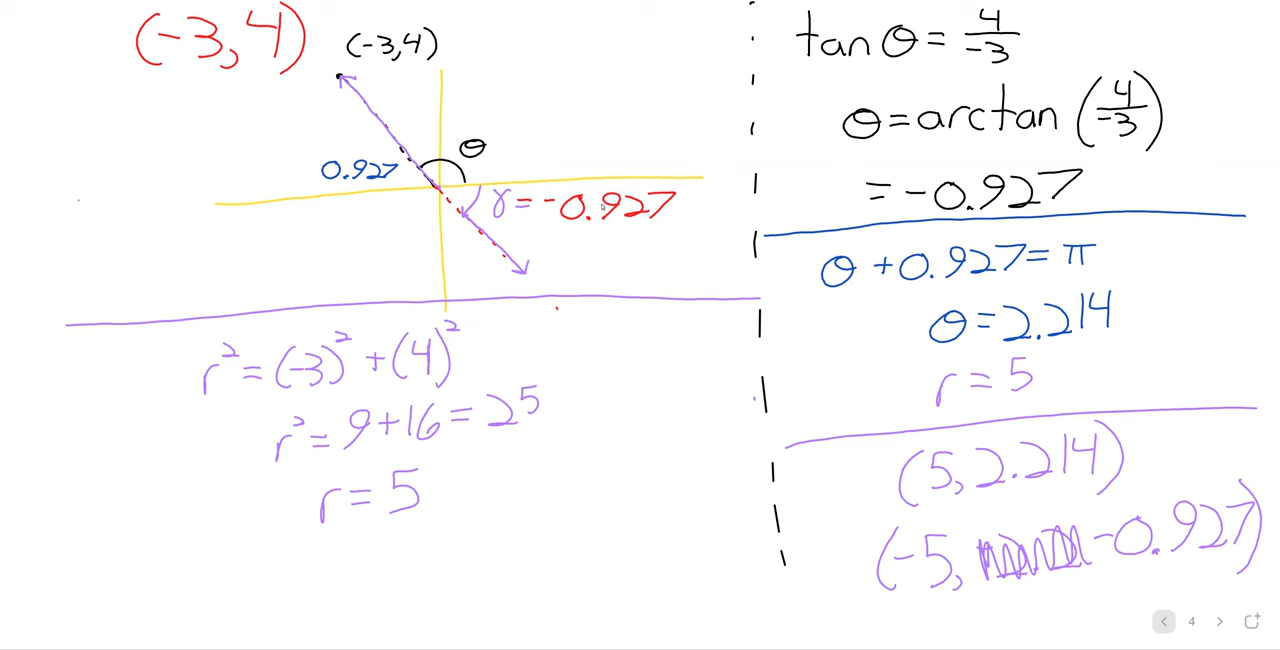 (-3,4)
(-3,4)
θ
0.927
γ = -0.927
r² = (-3)² + (4)²
r² = 9+16 = 25
r = 5
tan θ = 4/-3
θ = arctan (4/-3)
= -0.927
θ + 0.927 = π
θ = 2.214
r = 5
(5, 2.214)
(-5, -0.927)
4